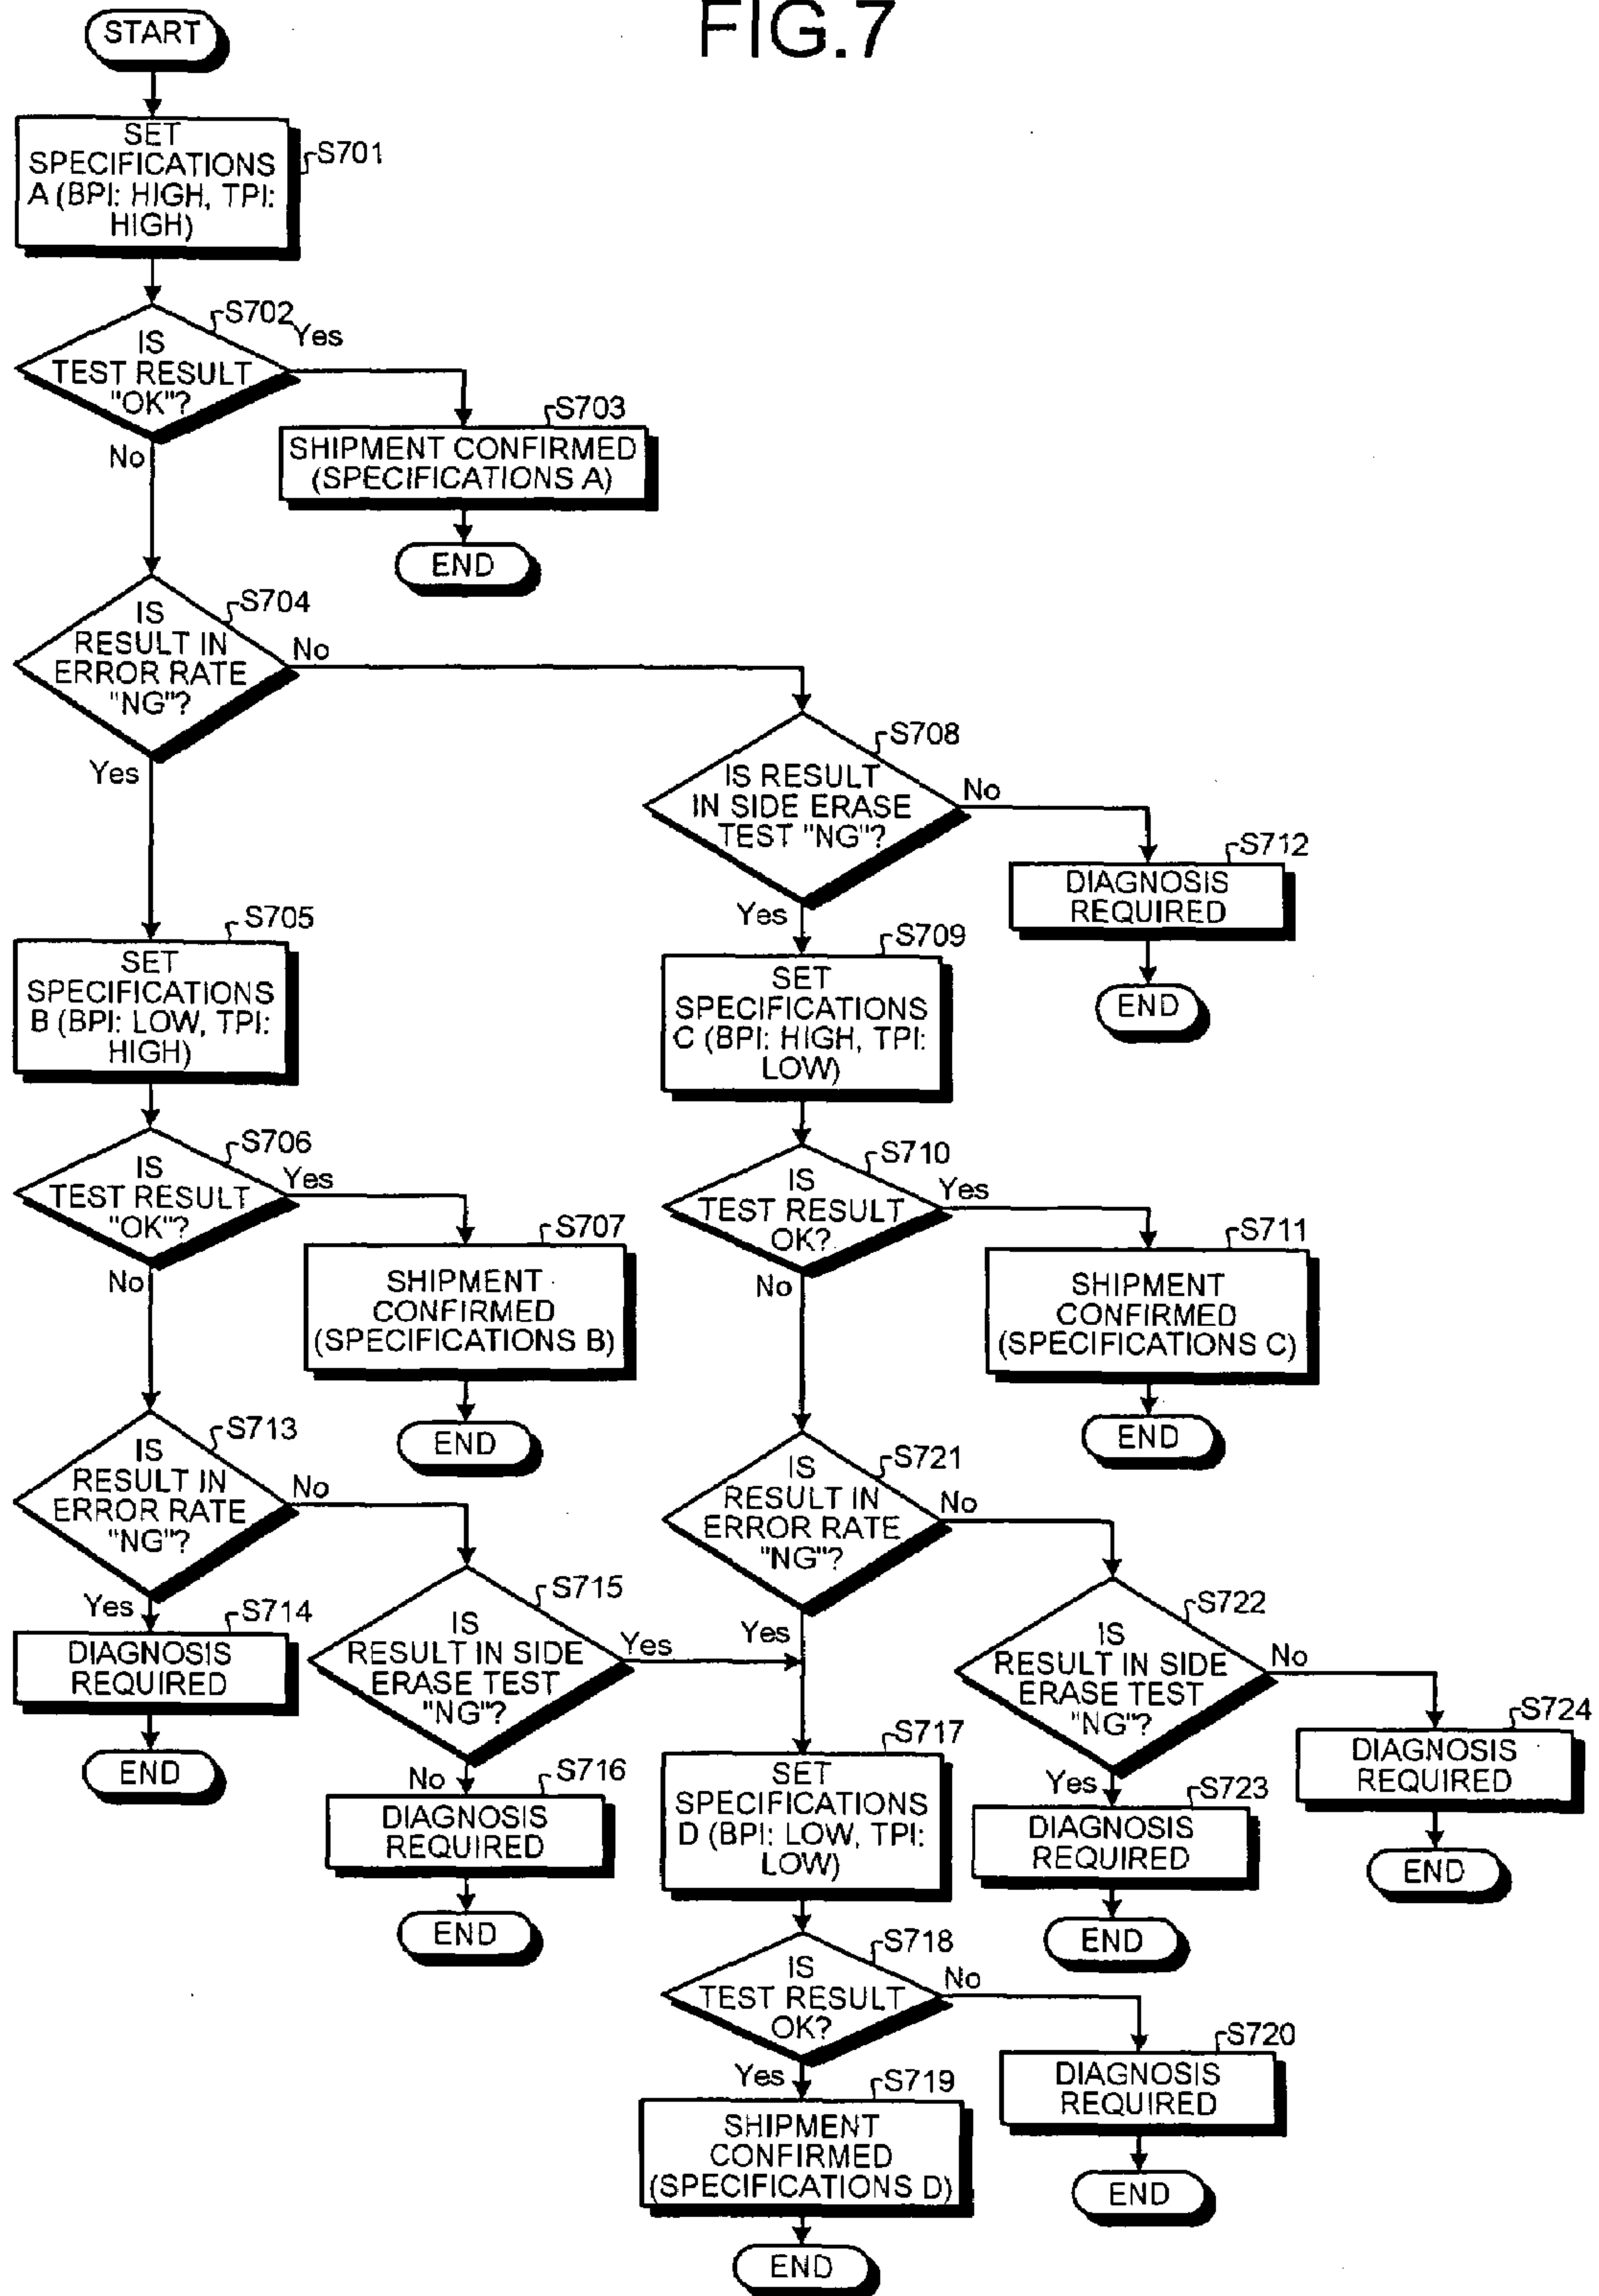 FIG.7
START
SET
SPECIFICATIONS
A (BPI: HIGH, TPI:
HIGH)
S701
S702
IS
TEST RESULT
"OK"?
Yes
No
S703
SHIPMENT CONFIRMED
(SPECIFICATIONS A)
END
S704
IS
RESULT IN
ERROR RATE
"NG"?
No
Yes
S708
IS RESULT
IN SIDE ERASE
TEST "NG"?
No
Yes
S712
DIAGNOSIS
REQUIRED
END
S705
SET
SPECIFICATIONS
B (BPI: LOW, TPI:
HIGH)
S709
SET
SPECIFICATIONS
C (BPI: HIGH, TPI:
LOW)
S706
IS
TEST RESULT
"OK"?
Yes
No
S707
SHIPMENT
CONFIRMED
(SPECIFICATIONS B)
END
S710
IS
TEST RESULT
OK?
Yes
No
S711
SHIPMENT
CONFIRMED
(SPECIFICATIONS C)
END
S713
IS
RESULT IN
ERROR RATE
"NG"?
No
Yes
S714
DIAGNOSIS
REQUIRED
END
S715
IS
RESULT IN SIDE
ERASE TEST
"NG"?
Yes
No
S716
DIAGNOSIS
REQUIRED
END
S721
IS
RESULT IN
ERROR RATE
"NG"?
No
Yes
S722
IS
RESULT IN SIDE
ERASE TEST
"NG"?
No
Yes
S723
DIAGNOSIS
REQUIRED
END
S724
DIAGNOSIS
REQUIRED
END
S717
SET
SPECIFICATIONS
D (BPI: LOW, TPI:
LOW)
S718
IS
TEST RESULT
OK?
No
Yes
S720
DIAGNOSIS
REQUIRED
END
S719
SHIPMENT
CONFIRMED
(SPECIFICATIONS D)
END